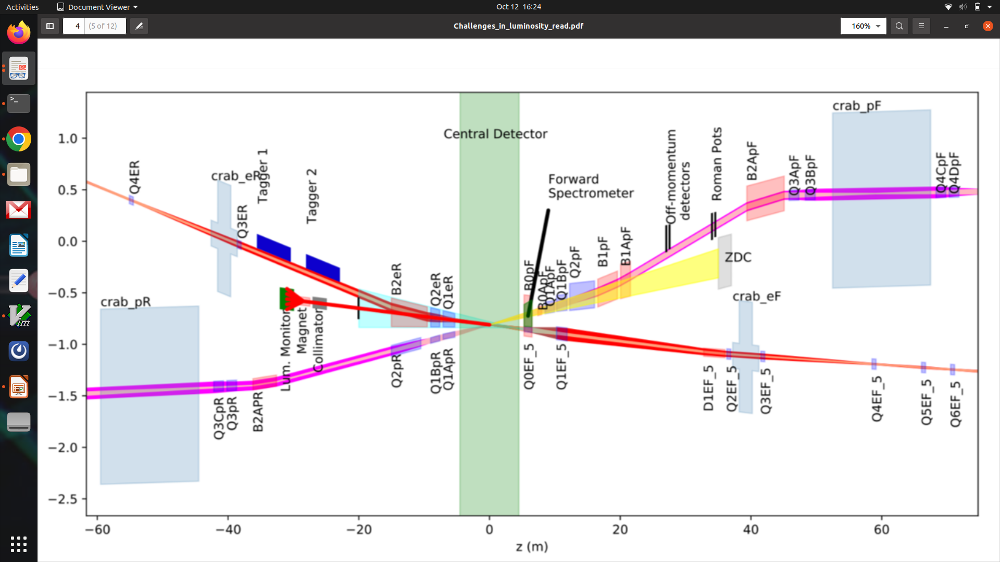 Activities
Document Viewer
Oct 12 16:24
4
(5 of 12)
Challenges_in_luminosity_read.pdf
160%
crab_pF
1.0
Central Detector
Off-momentum
detectors
Roman Pots
B2ApF
Q3ApF
Q3BpF
Q4CpF
Q4DpF
Q4ER
crab_eR
Tagger 1
Tagger 2
Forward
Spectrometer
0.5
Q3ER
0.0
B2eR
Q2eR
Q1eR
B0pF
B0ApF
Q1ApF
Q1BpF
Q2pF
B1pF
B1ApF
ZDC
−0.5
crab_pR
crab_eF
Lum. Monitor
Magnet
Collimator
−1.0
Q2pR
Q1BpR
Q1ApR
Q0EF_5
Q1EF_5
D1EF_5
Q2EF_5
Q3EF_5
Q4EF_5
Q5EF_5
Q6EF_5
−1.5
Q3CpR
Q3pR
B2APR
−2.0
−2.5
−60
−40
−20
0
20
40
60
z (m)
>_
Vim